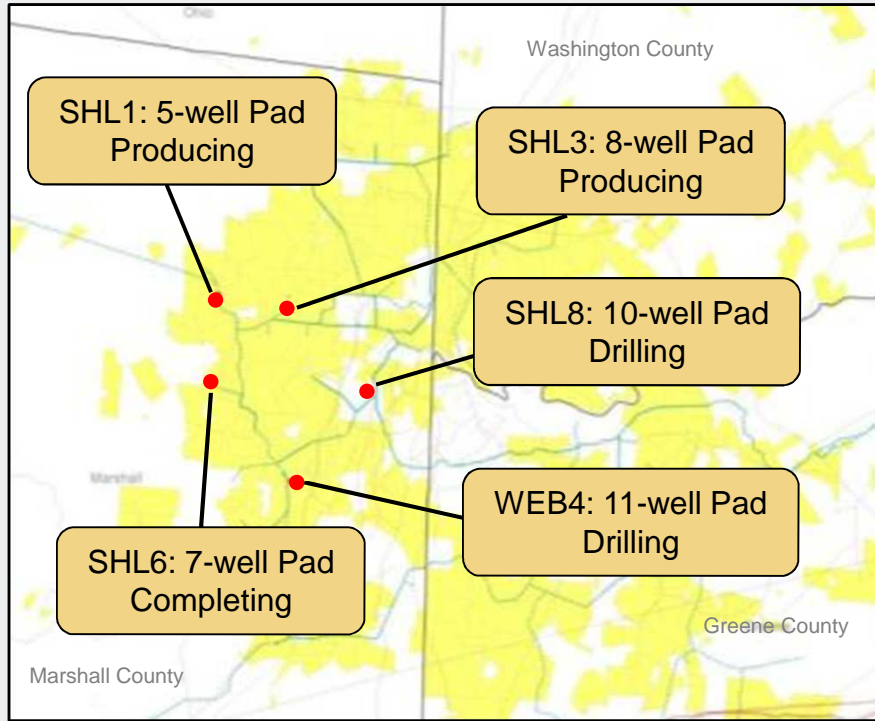 Ohio
Washington County
SHL1: 5-well Pad
Producing
SHL3: 8-well Pad
Producing
SHL8: 10-well Pad
Drilling
Marshall
WEB4: 11-well Pad
Drilling
SHL6: 7-well Pad
Completing
Greene County
Marshall County